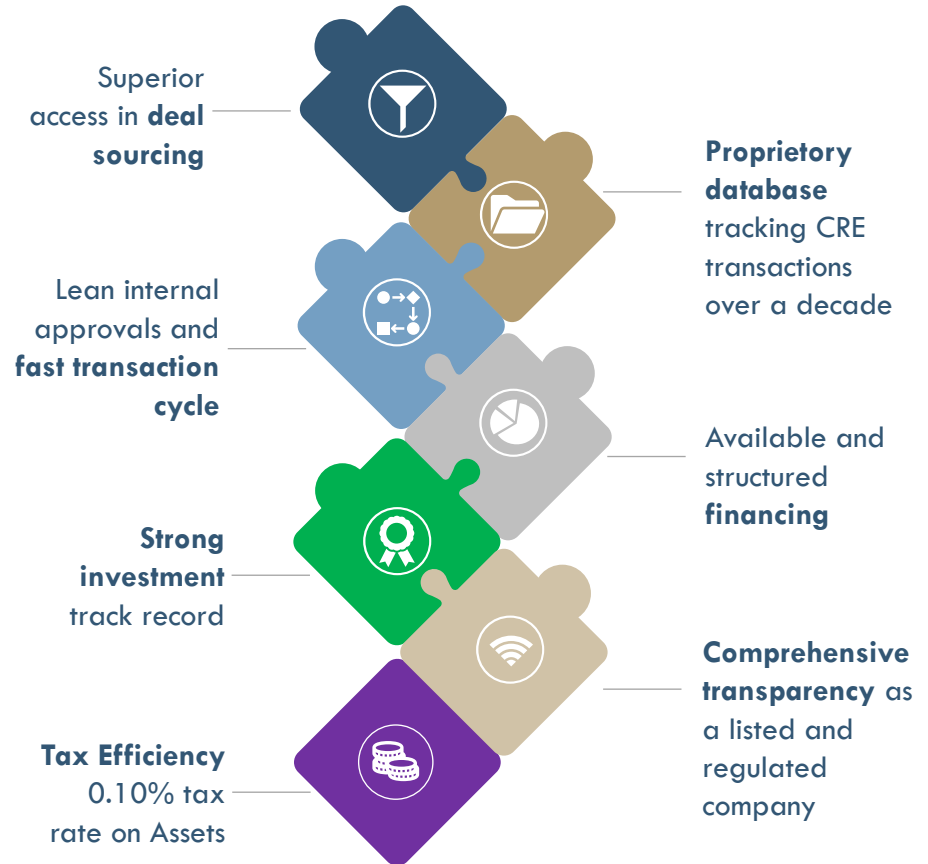 Superior
access in deal
sourcing
Proprietory
database
tracking CRE
transactions
over a decade
Lean internal
approvals and
fast transaction
cycle
Available and
structured
financing
Strong
investment
track record
Comprehensive
transparency as
a listed and
regulated
company
Tax Efficiency
0.10% tax
rate on Assets